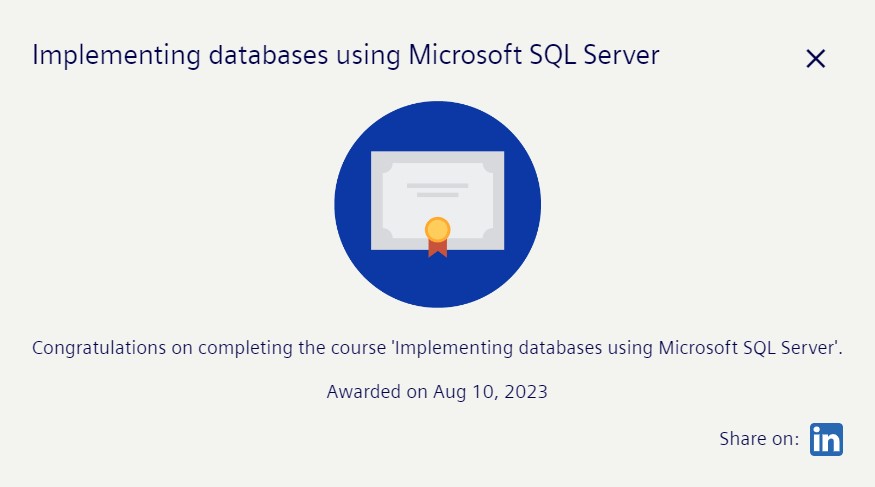 Implementing databases using Microsoft SQL Server
Congratulations on completing the course 'Implementing databases using Microsoft SQL Server'.
Awarded on Aug 10, 2023
Share on: in